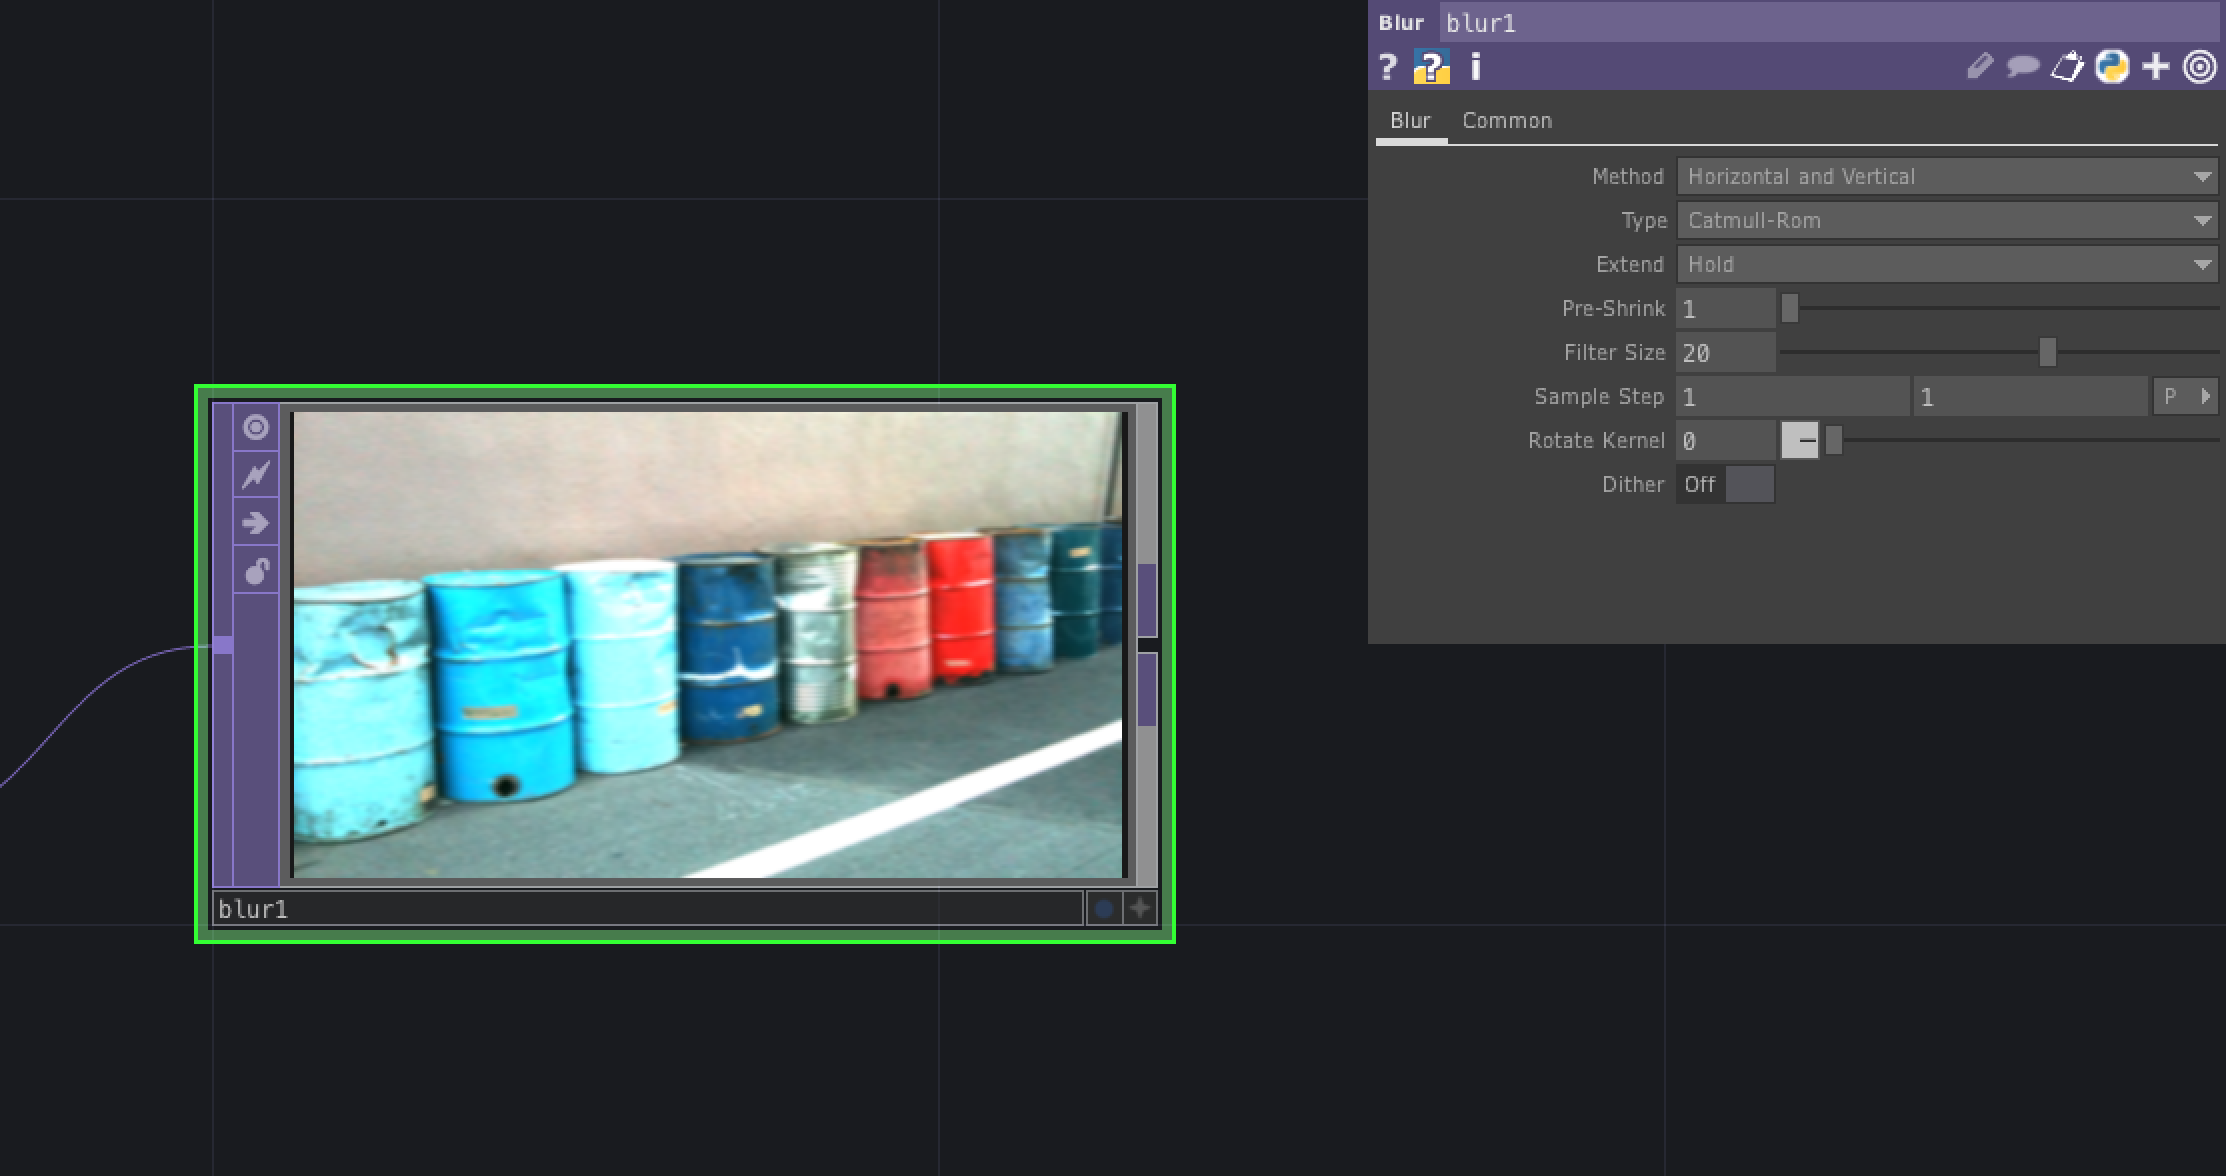 Blur blur1
? ? i
Blur Common
Method Horizontal and Vertical
Type Catmull-Rom
Extend Hold
Pre-Shrink 1
Filter Size 20
Sample Step 1 1 P
Rotate Kernel 0
Dither Off
blur1